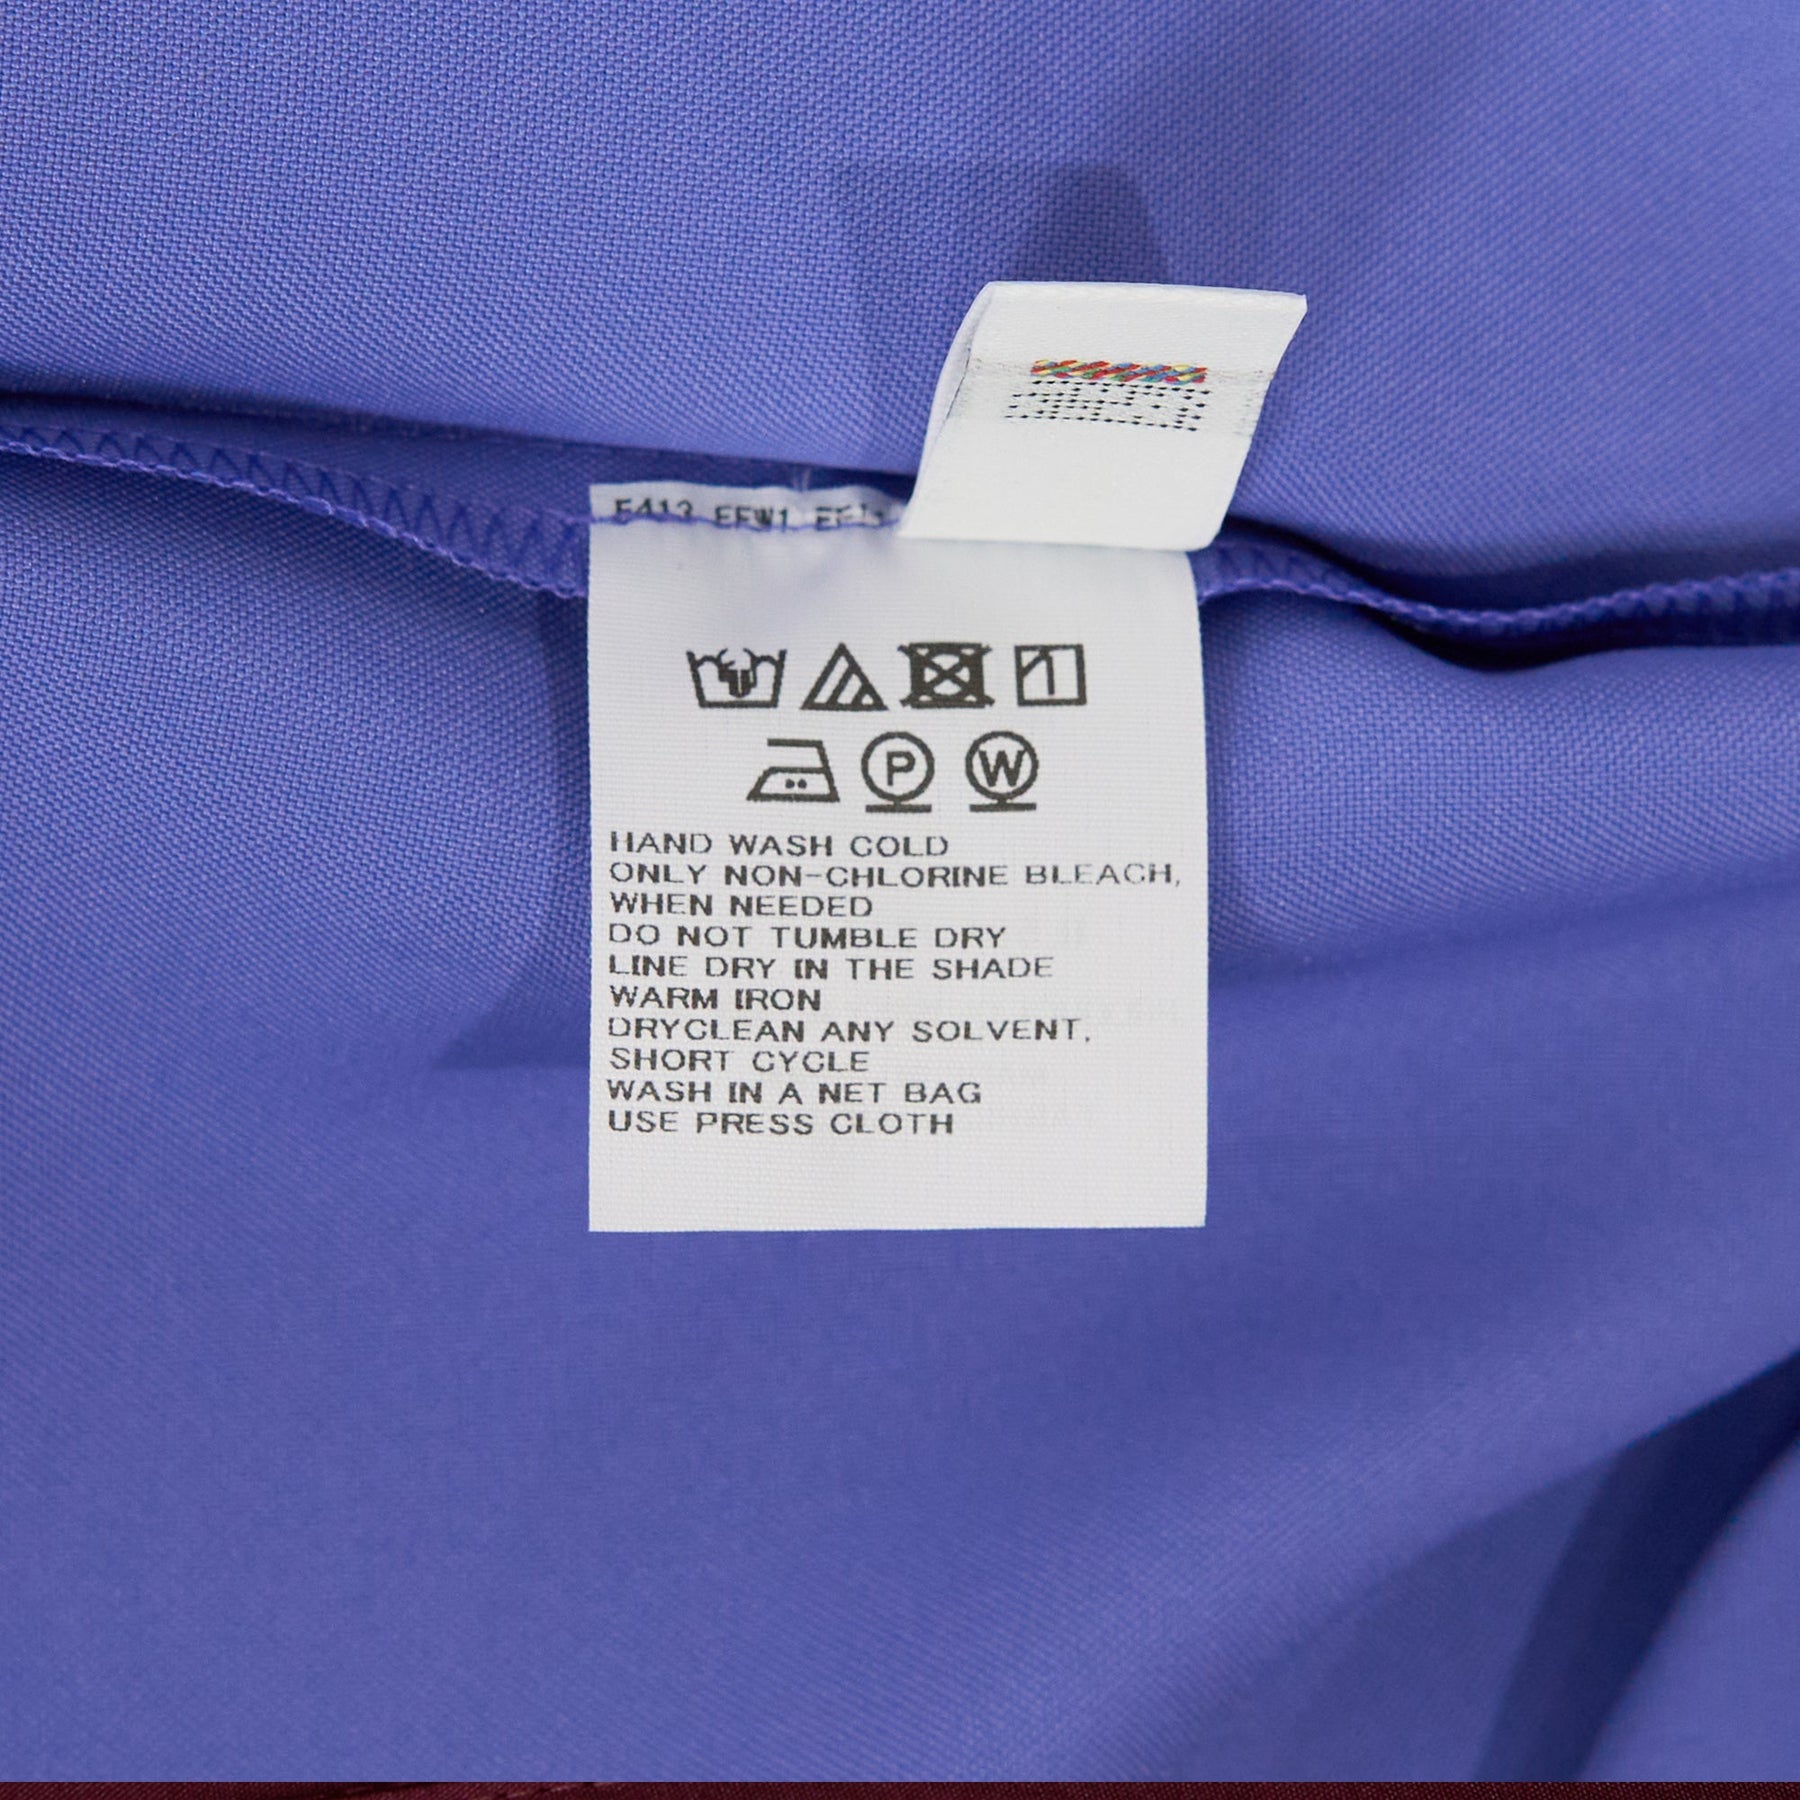 P
W
HAND WASH COLD
ONLY NON-CHLORINE BLEACH,
WHEN NEEDED
DO NOT TUMBLE DRY
LINE DRY IN THE SHADE
WARM IRON
DRYCLEAN ANY SOLVENT,
SHORT CYCLE
WASH IN A NET BAG
USE PRESS CLOTH